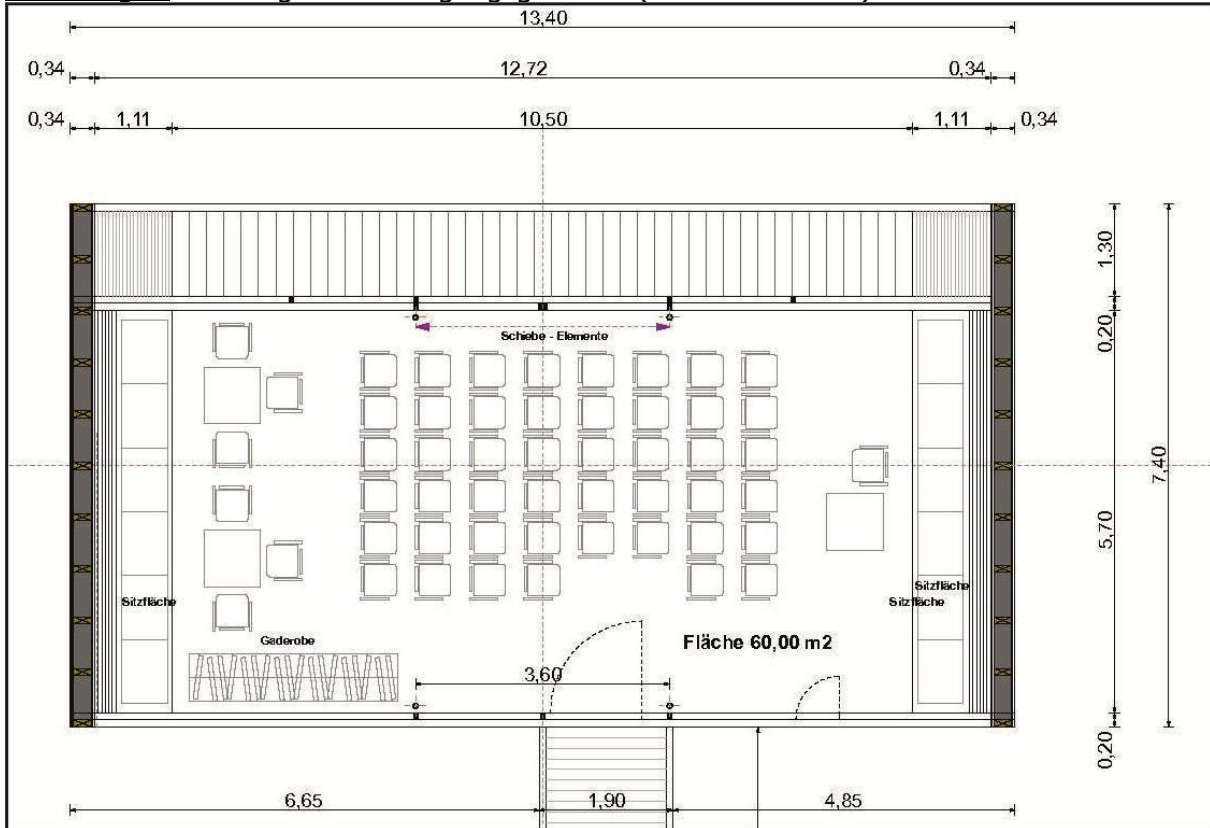 13,40
0,34 12,72 0,34
0,34 1,11 10,50 1,11 0,34
1,30
0,20
Schiebe - Elemente
7,40
5,70
Sitzfläche
Sitzfläche
Sitzfläche
Gaderobe
Fläche 60,00 m2
3,60
0,20
6,65 1,90 4,85